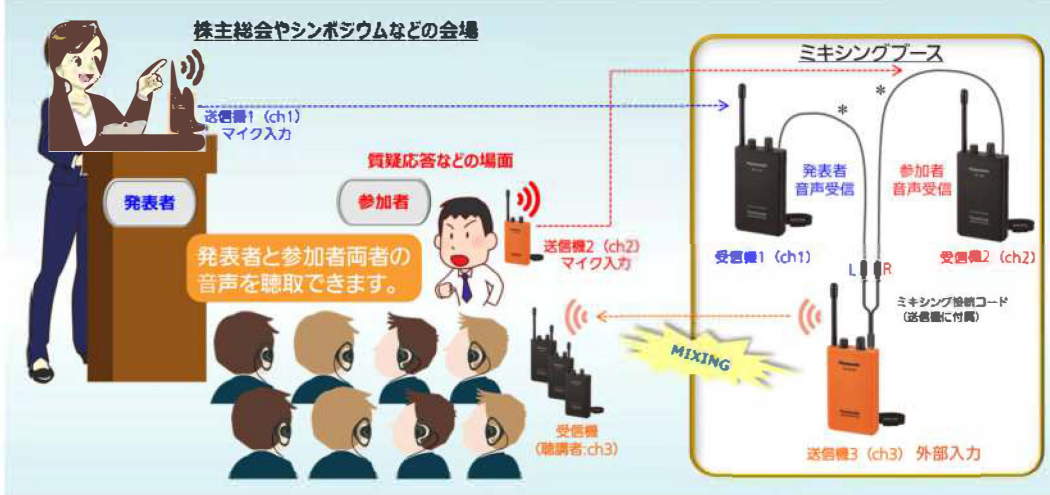 株主総会やシンポジウムなどの会場
送信機1（ch1）
マイク入力
発表者
質疑応答などの場面
参加者
送信機2（ch2）
マイク入力
発表者と参加者両者の
音声を聴取できます。
受信機
（聴講者:ch3）
MIXING
ミキシングブース
*
*
発表者
音声受信
参加者
音声受信
Panasonic
Panasonic
受信機1（ch1）
受信機2（ch2）
L
R
ミキシング接続コード
（送信機に付属）
Panasonic
送信機3（ch3）外部入力